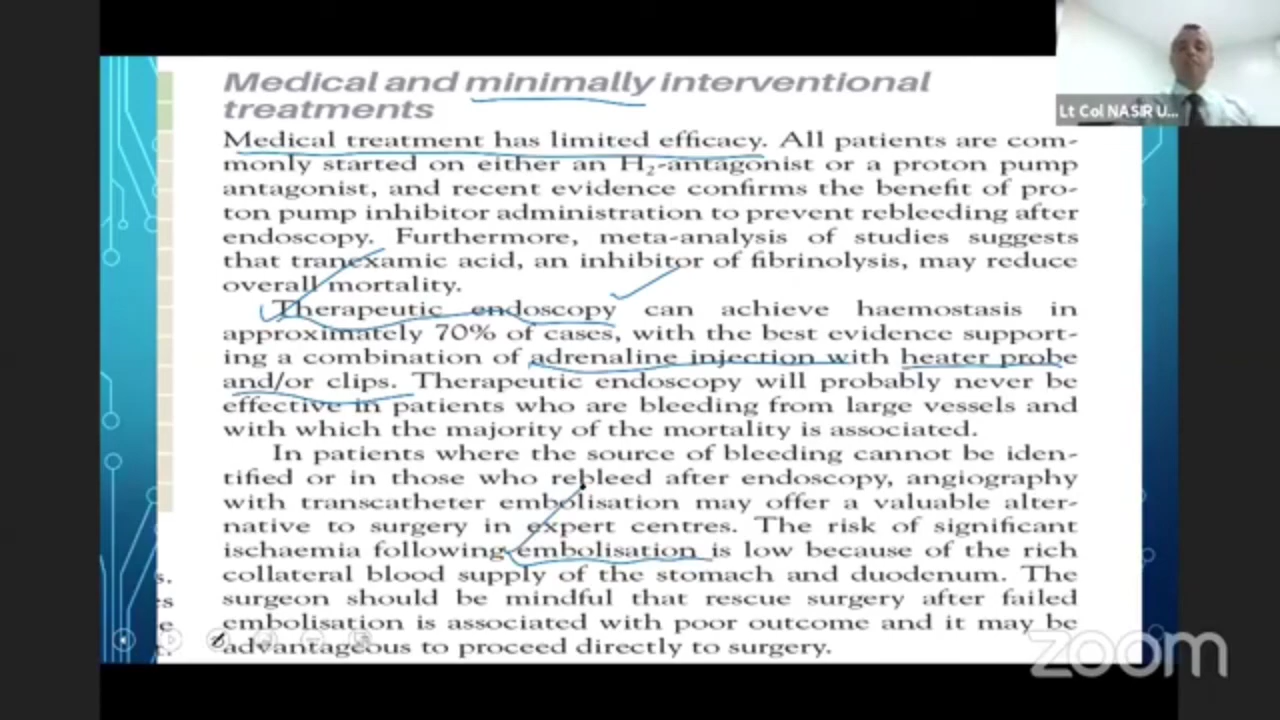 Medical and minimally interventional
treatments
Lt Col NASIR U...
Medical treatment has limited efficacy. All patients are com-
monly started on either an H₂-antagonist or a proton pump
antagonist, and recent evidence confirms the benefit of pro-
ton pump inhibitor administration to prevent rebleeding after
endoscopy. Furthermore, meta-analysis of studies suggests
that tranexamic acid, an inhibitor of fibrinolysis, may reduce
overall mortality.
Therapeutic endoscopy can achieve haemostasis in
approximately 70% of cases, with the best evidence support-
ing a combination of adrenaline injection with heater probe
and/or clips. Therapeutic endoscopy will probably never be
effective in patients who are bleeding from large vessels and
with which the majority of the mortality is associated.
In patients where the source of bleeding cannot be iden-
tified or in those who rebleed after endoscopy, angiography
with transcatheter embolisation may offer a valuable alter-
native to surgery in expert centres. The risk of significant
ischaemia following embolisation is low because of the rich
collateral blood supply of the stomach and duodenum. The
surgeon should be mindful that rescue surgery after failed
embolisation is associated with poor outcome and it may be
advantageous to proceed directly to surgery.
s.
es
e
c.
zoom